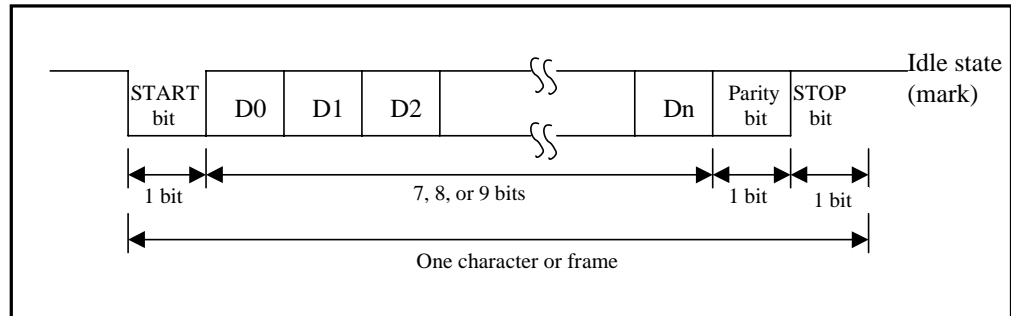 Idle state
(mark)
START
bit
D0
D1
D2
Dn
Parity
bit
STOP
bit
1 bit
7, 8, or 9 bits
1 bit
1 bit
One character or frame